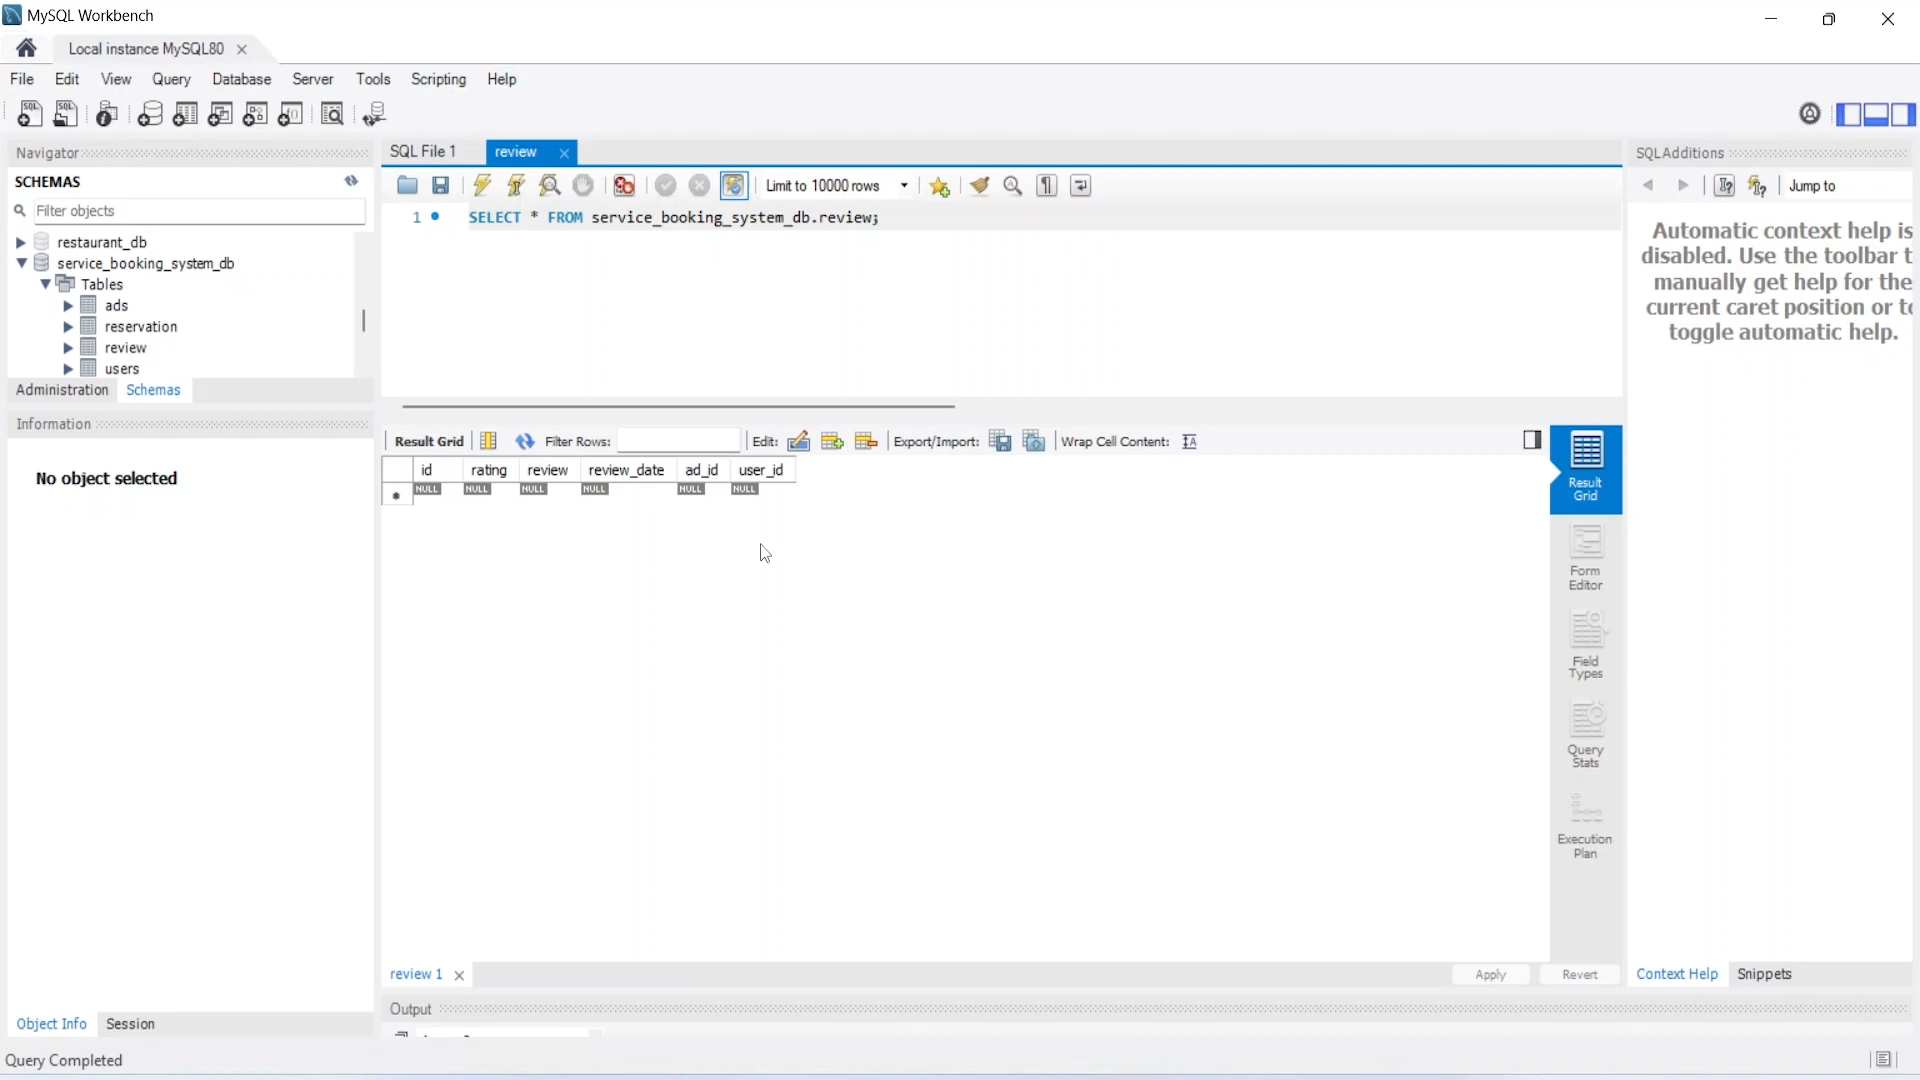 MySQL Workbench
Local instance MySQL80
File Edit View Query Database Server Tools Scripting Help
Navigator
SCHEMAS
Filter objects
restaurant_db
service_booking_system_db
Tables
ads
reservation
review
users
Administration Schemas
Information
No object selected
Object Info Session
Query Completed
SQL File 1 review
Limit to 10000 rows
1 SELECT * FROM service_booking_system_db.review;
Result Grid Filter Rows: Edit: Export/Import: Wrap Cell Content:
id rating review review_date ad_id user_id
NULL NULL NULL NULL NULL NULL
Result
Grid
Form
Editor
Field
Types
Query
Stats
Execution
Plan
review 1 Apply Revert
Output
SQLAdditions
Jump to
Automatic context help is
disabled. Use the toolbar t
manually get help for the
current caret position or to
toggle automatic help.
Context Help Snippets